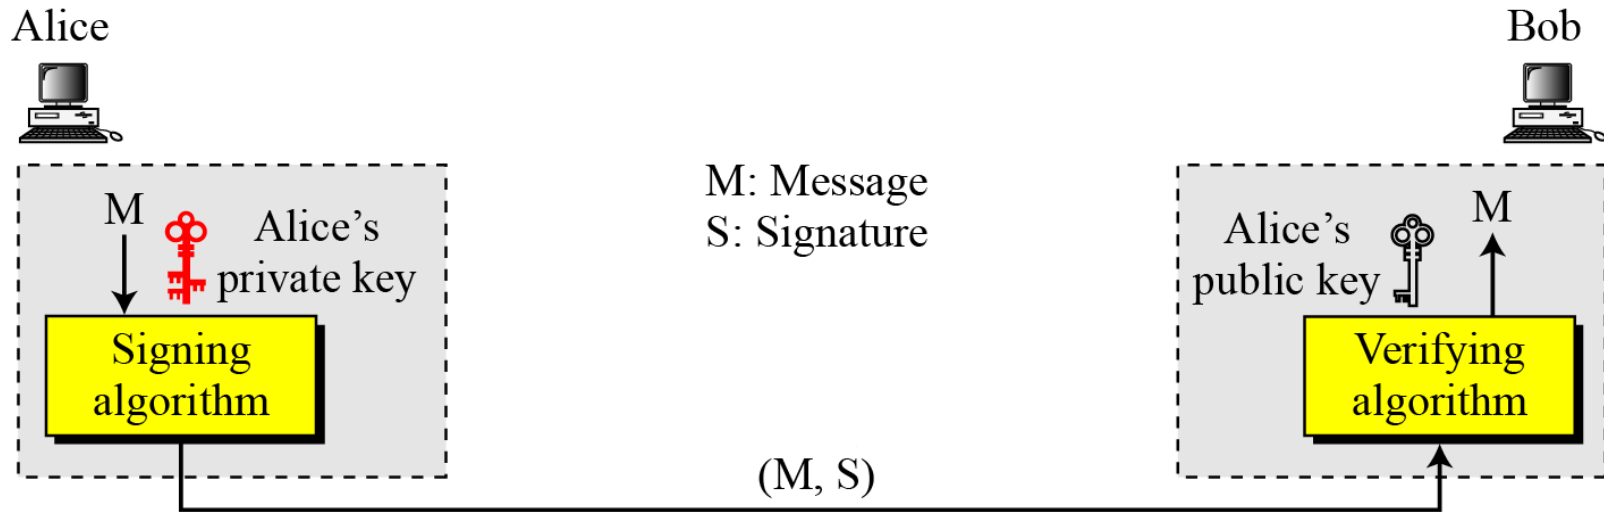 Alice
Bob
M: Message
S: Signature
M
Alice’s
private key
Signing
algorithm
Alice’s
public key
M
Verifying
algorithm
(M, S)